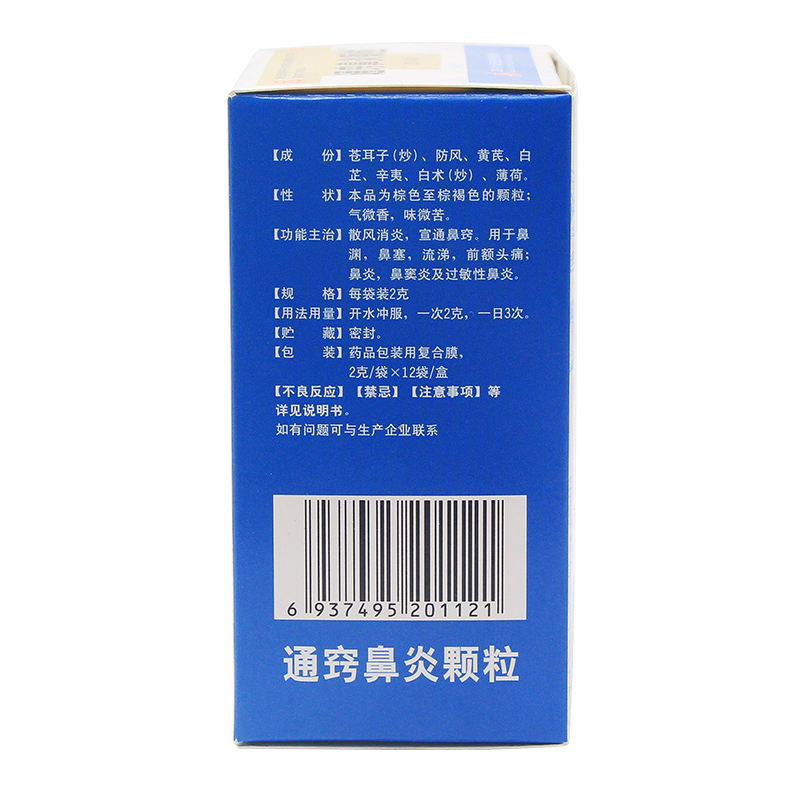 【成　份】苍耳子(炒)、防风、黄芪、白
芷、辛夷、白术(炒)、薄荷。
【性　状】本品为棕色至棕褐色的颗粒；
气微香，味微苦。
【功能主治】散风消炎，宣通鼻窍。用于鼻
渊，鼻塞，流涕，前额头痛；
鼻炎，鼻窦炎及过敏性鼻炎。
【规　格】每袋装2克
【用法用量】开水冲服，一次2克，一日3次。
【贮　藏】密封。
【包　装】药品包装用复合膜，
2克/袋×12袋/盒
【不良反应】【禁忌】【注意事项】等
详见说明书。
如有问题可与生产企业联系
6 937495 201121
通窍鼻炎颗粒